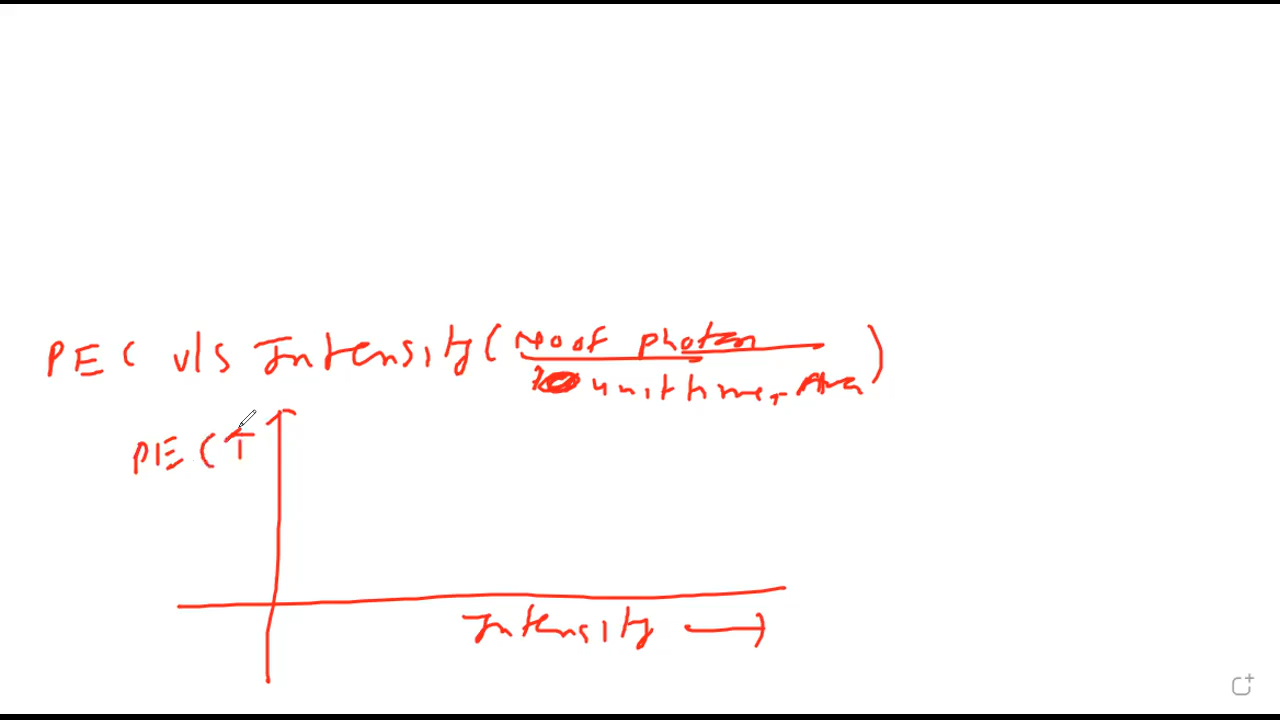 PEC v/s Intensity (No of photon
unit time, Area)
PEC ↑
Intensity →